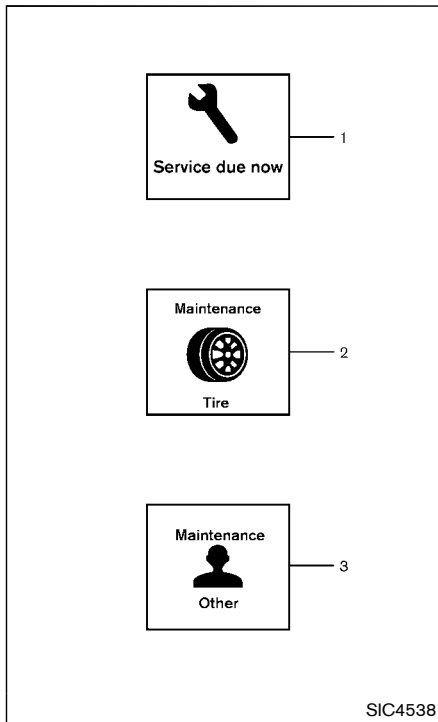 Service due now
1
Maintenance
2
Tire
Maintenance
3
Other
SIC4538